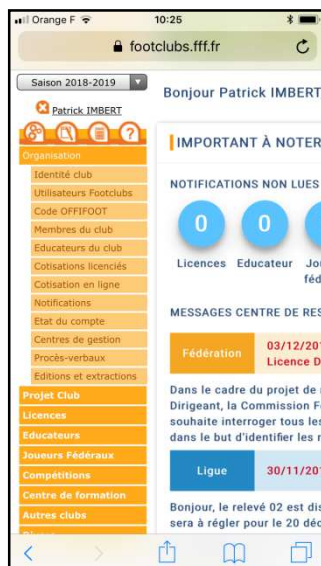 Orange F 10:25
footclubs.fff.fr
Saison 2018-2019
Patrick IMBERT
Organisation
Identité club
Utilisateurs Footclubs
Code OFFIFOOT
Membres du club
Educateurs du club
Cotisations licenciés
Cotisation en ligne
Notifications
Etat du compte
Centres de gestion
Procès-verbaux
Editions et extractions
Projet Club
Licences
Educateurs
Joueurs Fédéraux
Compétitions
Centre de formation
Autres clubs
Bonjour Patrick IMBERT
IMPORTANT À NOTER
NOTIFICATIONS NON LUES
0 0
Licences Educateur Jou
féd
MESSAGES CENTRE DE RES
Fédération
03/12/201
Licence D
Dans le cadre du projet de
Dirigeant, la Commission F
souhaite interroger tous les
dans le but d'identifier les
Ligue
30/11/201
Bonjour, le relevé 02 est dis
sera à régler pour le 20 déc